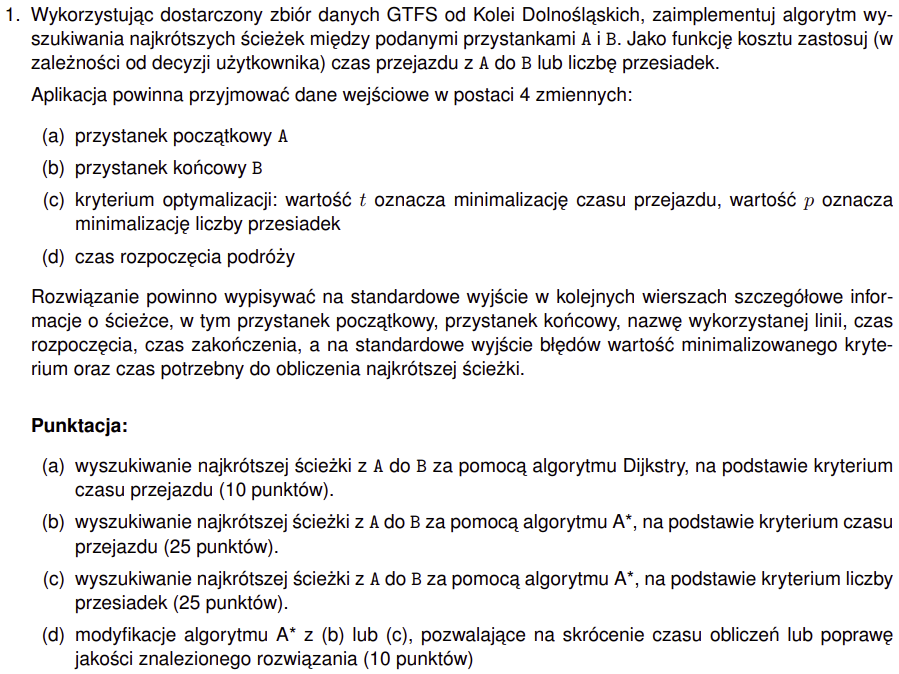 1. Wykorzystując dostarczony zbiór danych GTFS od Kolei Dolnośląskich, zaimplementuj algorytm wy-
szukiwania najkrótszych ścieżek między podanymi przystankami A i B. Jako funkcję kosztu zastosuj (w
zależności od decyzji użytkownika) czas przejazdu z A do B lub liczbę przesiadek.
Aplikacja powinna przyjmować dane wejściowe w postaci 4 zmiennych:
(a) przystanek początkowy A
(b) przystanek końcowy B
(c) kryterium optymalizacji: wartość t oznacza minimalizację czasu przejazdu, wartość p oznacza
minimalizację liczby przesiadek
(d) czas rozpoczęcia podróży
Rozwiązanie powinno wypisywać na standardowe wyjście w kolejnych wierszach szczegółowe infor-
macje o ścieżce, w tym przystanek początkowy, przystanek końcowy, nazwę wykorzystanej linii, czas
rozpoczęcia, czas zakończenia, a na standardowe wyjście błędów wartość minimalizowanego kryte-
rium oraz czas potrzebny do obliczenia najkrótszej ścieżki.
Punktacja:
(a) wyszukiwanie najkrótszej ścieżki z A do B za pomocą algorytmu Dijkstry, na podstawie kryterium
czasu przejazdu (10 punktów).
(b) wyszukiwanie najkrótszej ścieżki z A do B za pomocą algorytmu A*, na podstawie kryterium czasu
przejazdu (25 punktów).
(c) wyszukiwanie najkrótszej ścieżki z A do B za pomocą algorytmu A*, na podstawie kryterium liczby
przesiadek (25 punktów).
(d) modyfikacje algorytmu A* z (b) lub (c), pozwalające na skrócenie czasu obliczeń lub poprawę
jakości znalezionego rozwiązania (10 punktów)